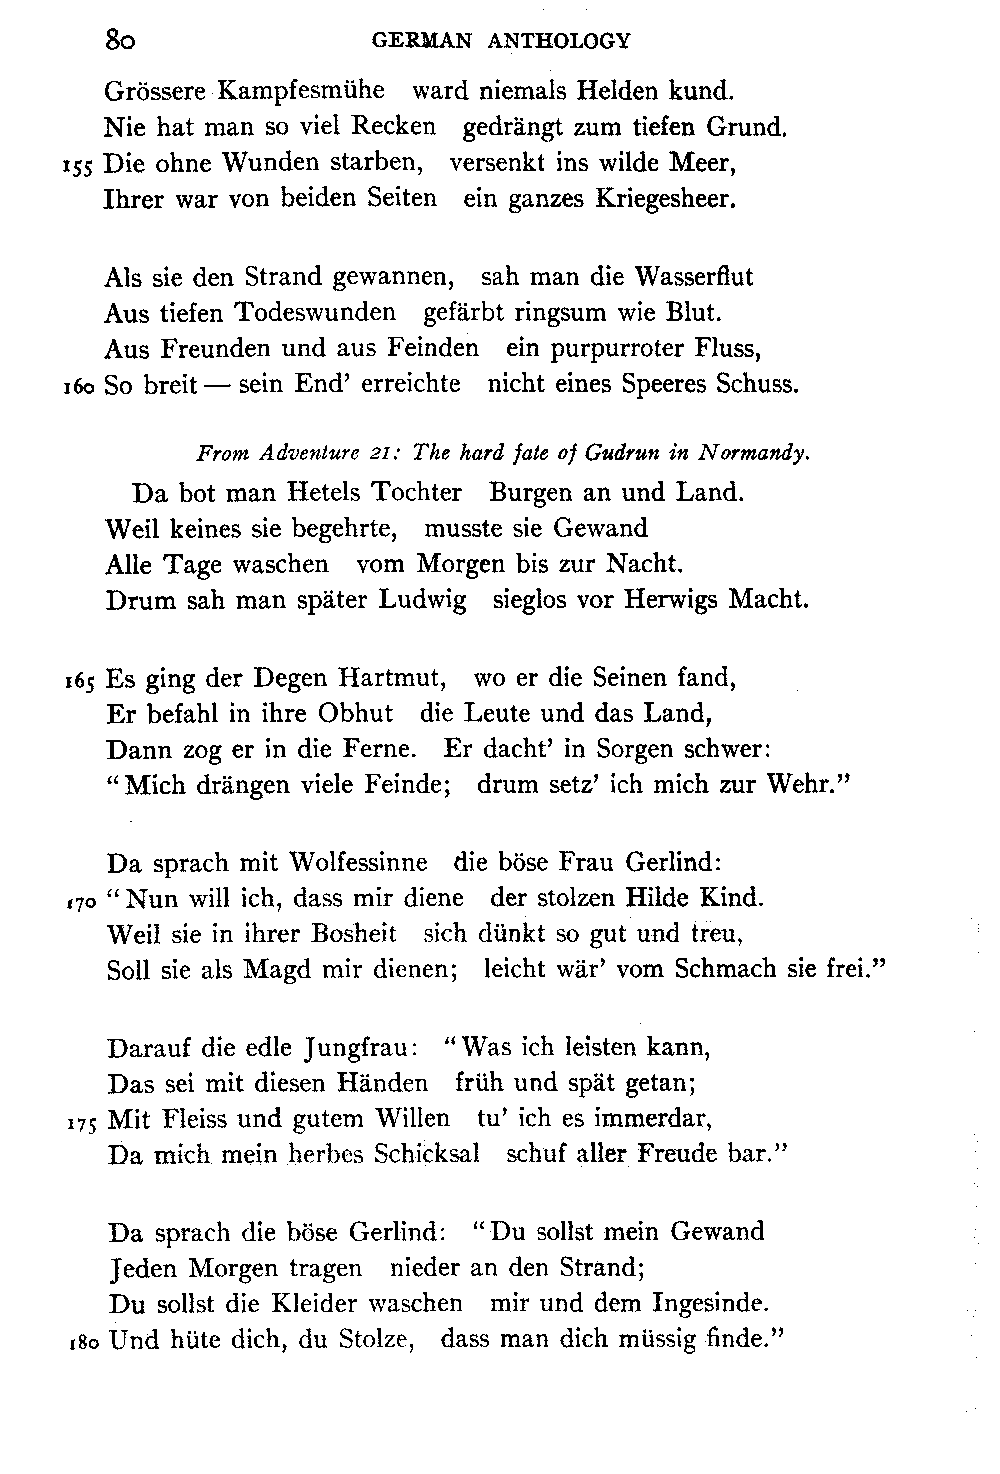 80 GERMAN ANTHOLOGY
Grössere Kampfesmühe ward niemals Helden kund.
Nie hat man so viel Recken gedrängt zum tiefen Grund.
155 Die ohne Wunden starben, versenkt ins wilde Meer,
Ihrer war von beiden Seiten ein ganzes Kriegesheer.
Als sie den Strand gewannen, sah man die Wasserflut
Aus tiefen Todeswunden gefärbt ringsum wie Blut.
Aus Freunden und aus Feinden ein purpurroter Fluss,
160 So breit — sein End’ erreichte nicht eines Speeres Schuss.
From Adventure 21: The hard fate of Gudrun in Normandy.
Da bot man Hetels Tochter Burgen an und Land.
Weil keines sie begehrte, musste sie Gewand
Alle Tage waschen vom Morgen bis zur Nacht.
Drum sah man später Ludwig sieglos vor Herwigs Macht.
165 Es ging der Degen Hartmut, wo er die Seinen fand,
Er befahl in ihre Obhut die Leute und das Land,
Dann zog er in die Ferne. Er dacht’ in Sorgen schwer:
“Mich drängen viele Feinde; drum setz’ ich mich zur Wehr.”
Da sprach mit Wolfessinne die böse Frau Gerlind:
170 “Nun will ich, dass mir diene der stolzen Hilde Kind.
Weil sie in ihrer Bosheit sich dünkt so gut und treu,
Soll sie als Magd mir dienen; leicht wär’ vom Schmach sie frei.”
Darauf die edle Jungfrau: “Was ich leisten kann,
Das sei mit diesen Händen früh und spät getan;
175 Mit Fleiss und gutem Willen tu’ ich es immerdar,
Da mich mein herbes Schicksal schuf aller Freude bar.”
Da sprach die böse Gerlind: “Du sollst mein Gewand
Jeden Morgen tragen nieder an den Strand;
Du sollst die Kleider waschen mir und dem Ingesinde.
180 Und hüte dich, du Stolze, dass man dich müssig finde.”